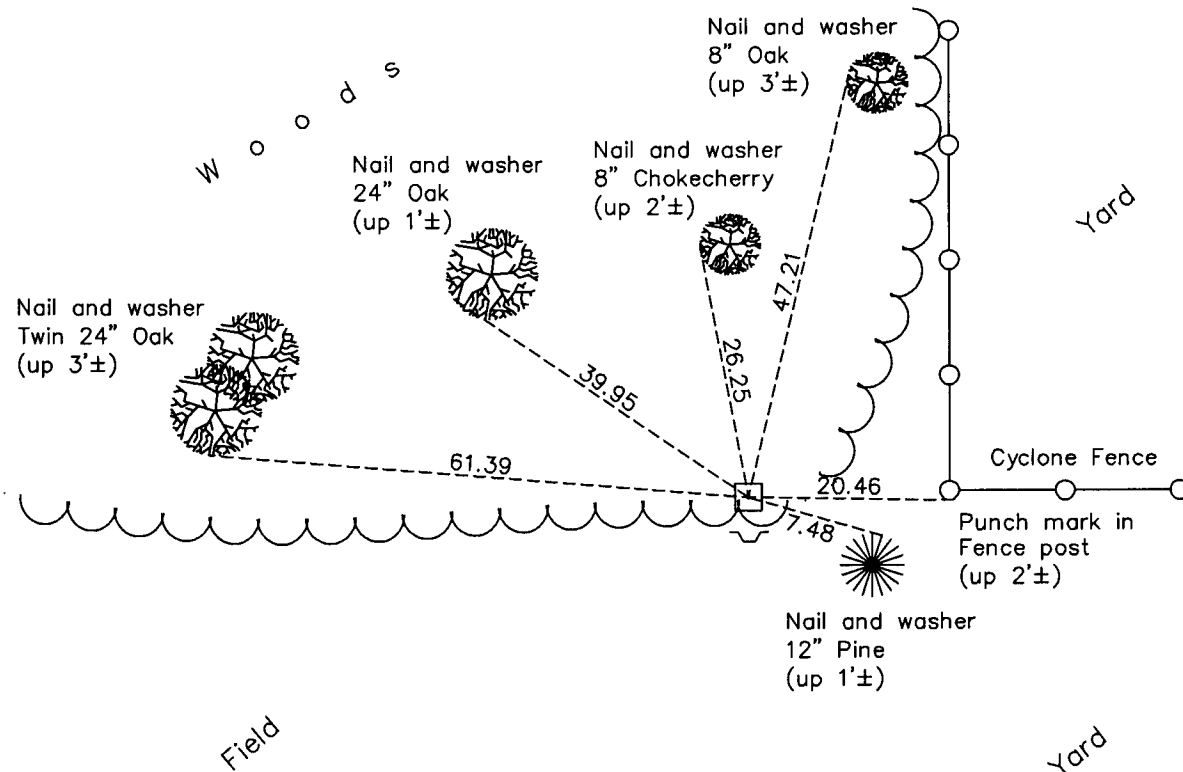 Nail and washer
8" Oak
(up 3'±)
Woods
Nail and washer
24" Oak
(up 1'±)
Nail and washer
8" Chokecherry
(up 2'±)
Yard
Nail and washer
Twin 24" Oak
(up 3'±)
47.21
26.25
39.95
61.39
20.46
7.48
Cyclone Fence
Punch mark in
Fence post
(up 2'±)
Nail and washer
12" Pine
(up 1'±)
Field
Yard